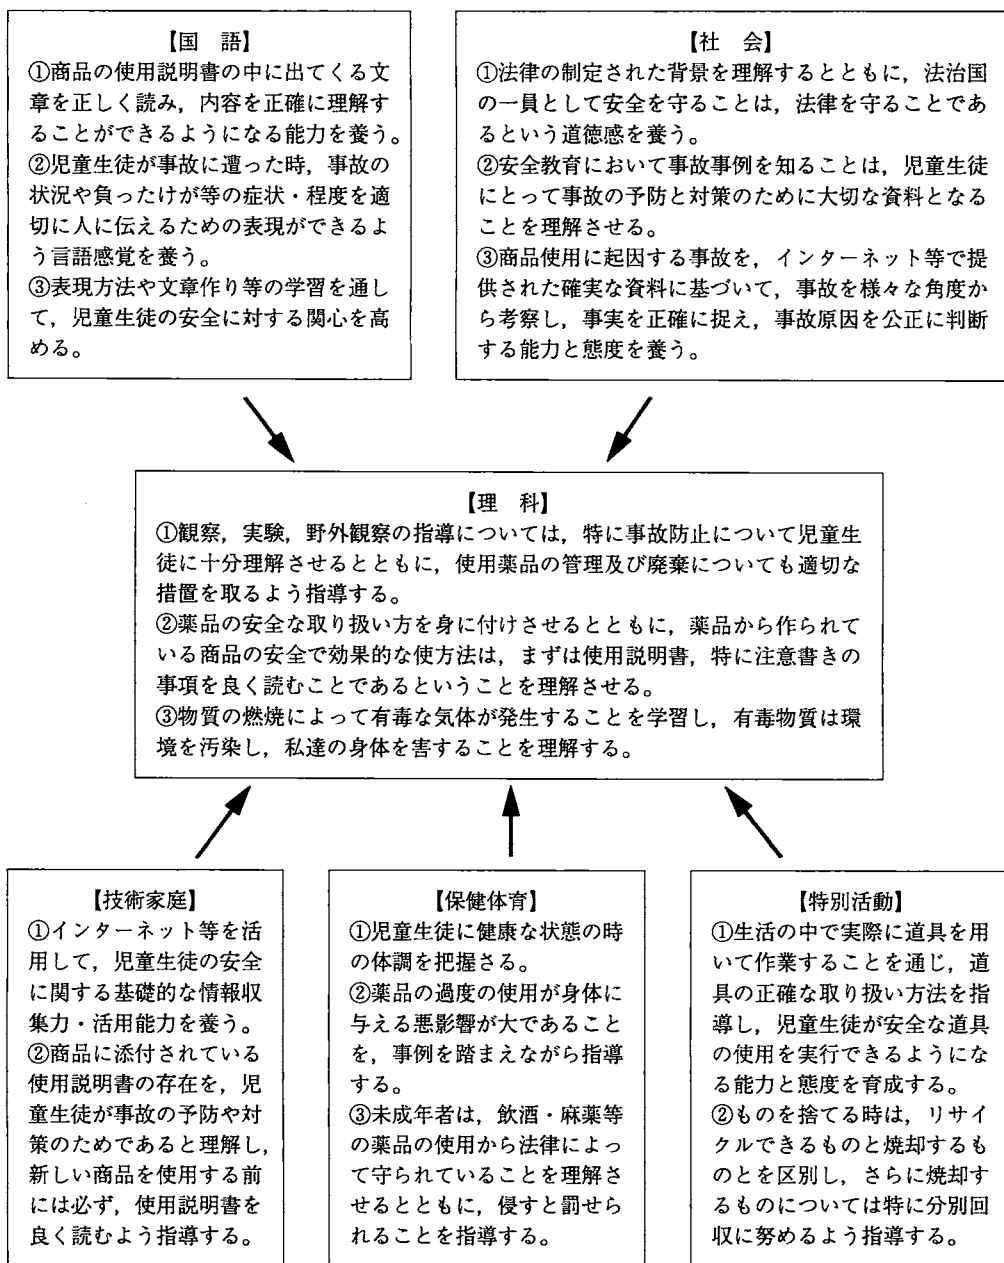 【国　語】
①商品の使用説明書の中に出てくる文
章を正しく読み，内容を正確に理解す
ることができるようになる能力を養う。
②児童生徒が事故に遭った時，事故の
状況や負ったけが等の症状・程度を適
切に人に伝えるための表現ができるよ
う言語感覚を養う。
③表現方法や文章作り等の学習を通し
て，児童生徒の安全に対する関心を高
める。
【社　会】
①法律の制定された背景を理解するとともに，法治国
の一員として安全を守ることは，法律を守ることであ
るという道徳感を養う。
②安全教育において事故事例を知ることは，児童生徒
にとって事故の予防と対策のために大切な資料となる
ことを理解させる。
③商品使用に起因する事故を，インターネット等で提
供された確実な資料に基づいて，事故を様々な角度か
ら考察し，事実を正確に捉え，事故原因を公正に判断
する能力と態度を養う。
【理　科】
①観察，実験，野外観察の指導については，特に事故防止について児童生
徒に十分理解させるとともに，使用薬品の管理及び廃棄についても適切な
措置を取るよう指導する。
②薬品の安全な取り扱い方を身に付けさせるとともに，薬品から作られて
いる商品の安全で効果的な使方法は，まずは使用説明書，特に注意書きの
事項を良く読むことであるということを理解させる。
③物質の燃焼によって有毒な気体が発生することを学習し，有毒物質は環
境を汚染し，私達の身体を害することを理解する。
【技術家庭】
①インターネット等を活
用して，児童生徒の安全
に関する基礎的な情報収
集力・活用能力を養う。
②商品に添付されている
使用説明書の存在を，児
童生徒が事故の予防や対
策のためであると理解し，
新しい商品を使用する前
には必ず，使用説明書を
良く読むよう指導する。
【保健体育】
①児童生徒に健康な状態の時
の体調を把握さる。
②薬品の過度の使用が身体に
与える悪影響が大であること
を，事例を踏まえながら指導
する。
③未成年者は，飲酒・麻薬等
の薬品の使用から法律によっ
て守られていることを理解さ
せるとともに，侵すと罰せら
れることを指導する。
【特別活動】
①生活の中で実際に道具を用
いて作業することを通じ，道
具の正確な取り扱い方法を指
導し，児童生徒が安全な道具
の使用を実行できるようにな
る能力と態度を育成する。
②ものを捨てる時は，リサイ
クルできるものと焼却するも
のとを区別し，さらに焼却す
るものについては特に分別回
収に努めるよう指導する。